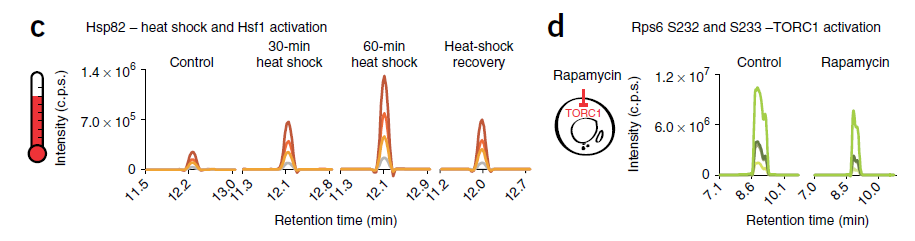 c
Hsp82 – heat shock and Hsf1 activation
Control
30-min
heat shock
60-min
heat shock
Heat-shock
recovery
Intensity (c.p.s.)
1.4 × 10⁶
7.0 × 10⁵
0
11.5 12.2 13.0
11.3 12.1 12.8
11.3 12.1 12.9
11.2 12.0 12.7
Retention time (min)
d
Rps6 S232 and S233 –TORC1 activation
Rapamycin
TORC1
Control
Rapamycin
Intensity (c.p.s.)
1.2 × 10⁷
6.0 × 10⁶
0
7.1 8.6 10.1
7.0 8.5 10.0
Retention time (min)